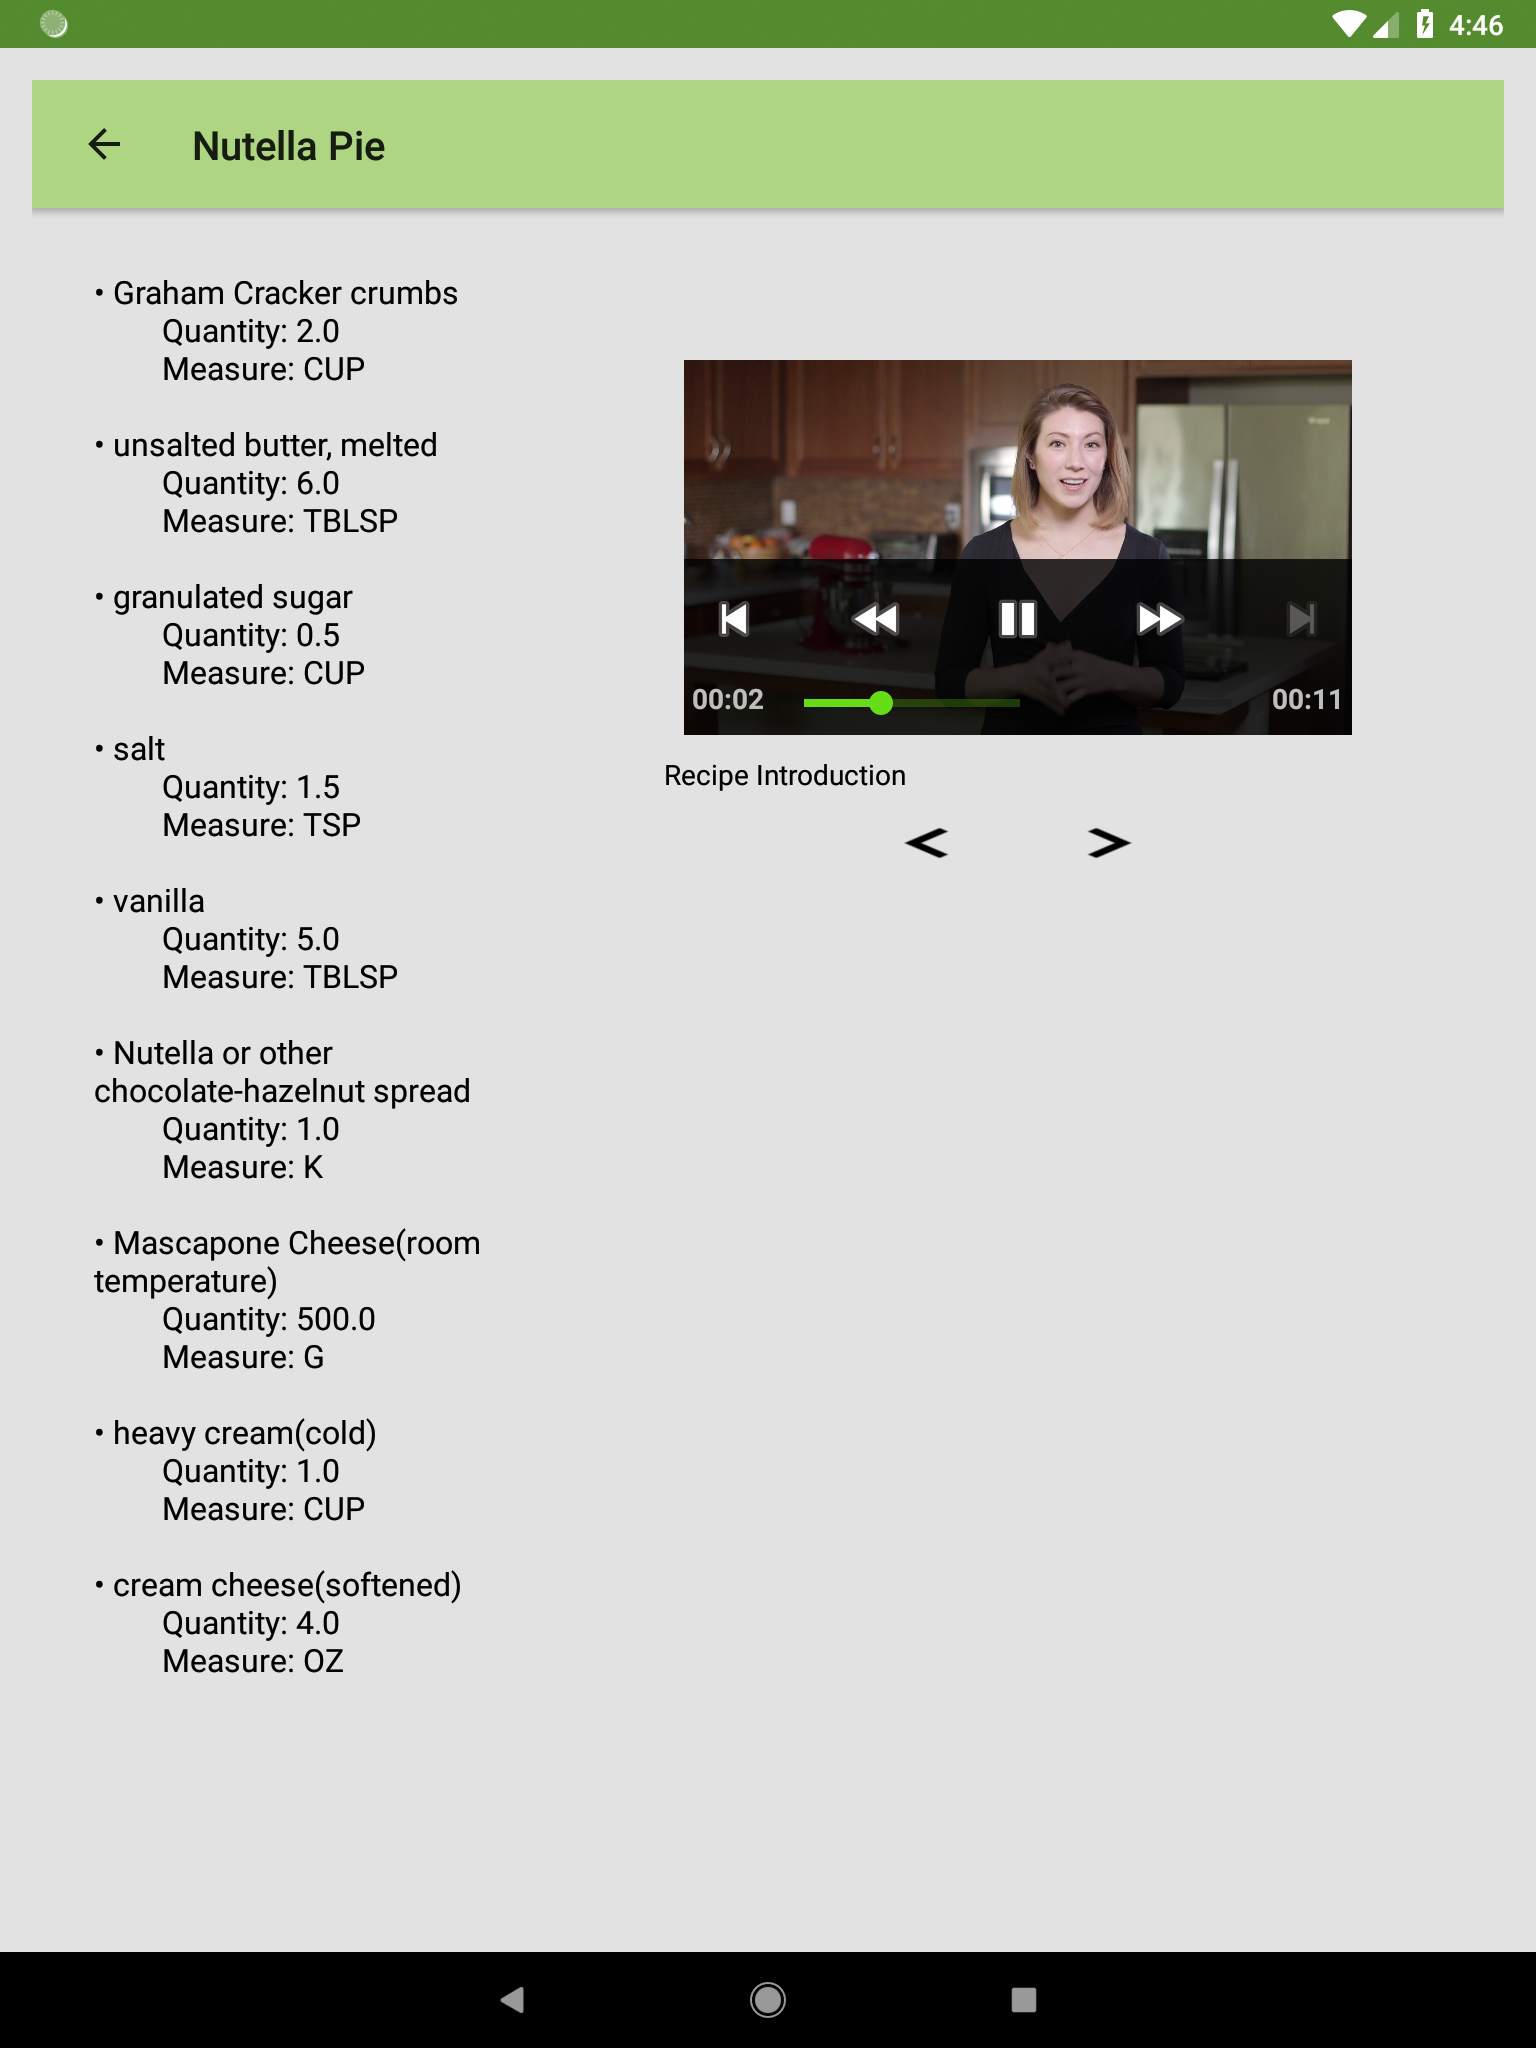 4:46
Nutella Pie
• Graham Cracker crumbs
Quantity: 2.0
Measure: CUP
• unsalted butter, melted
Quantity: 6.0
Measure: TBLSP
• granulated sugar
Quantity: 0.5
Measure: CUP
• salt
Quantity: 1.5
Measure: TSP
• vanilla
Quantity: 5.0
Measure: TBLSP
• Nutella or other
chocolate-hazelnut spread
Quantity: 1.0
Measure: K
• Mascapone Cheese(room
temperature)
Quantity: 500.0
Measure: G
• heavy cream(cold)
Quantity: 1.0
Measure: CUP
• cream cheese(softened)
Quantity: 4.0
Measure: OZ
00:02
00:11
Recipe Introduction
< >